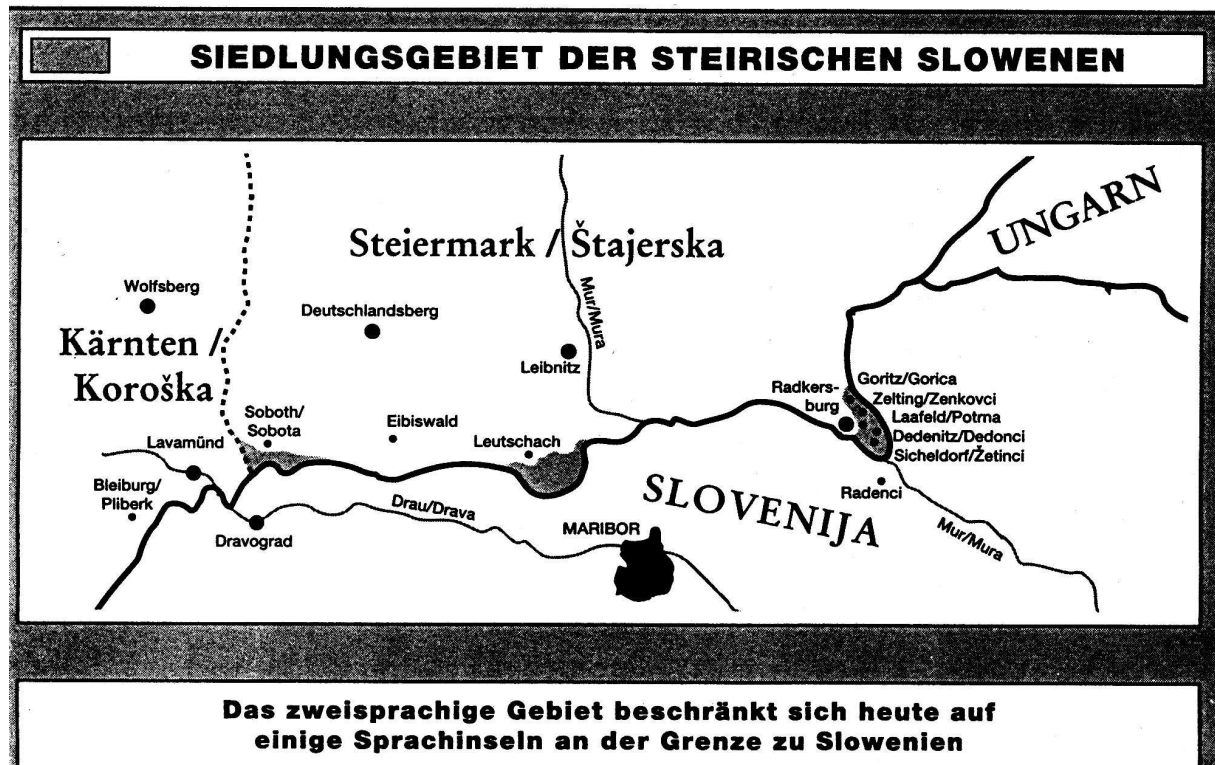 SIEDLUNGSGEBIET DER STEIRISCHEN SLOWENEN
UNGARN
Steiermark / Štajerska
Wolfsberg
Mur/Mura
Deutschlandsberg
Kärnten /
Koroška
Leibnitz
Radkers-
burg
Goritz/Gorica
Zelting/Zenkovci
Laafeld/Potrna
Dedenitz/Dedonci
Sicheldorf/Žetinci
Soboth/
Sobota
Eibiswald
Leutschach
Lavamünd
Bleiburg/
Pliberk
SLOVENIJA
Radenci
Drau/Drava
Dravograd
MARIBOR
Mur/Mura
Das zweisprachige Gebiet beschränkt sich heute auf
einige Sprachinseln an der Grenze zu Slowenien